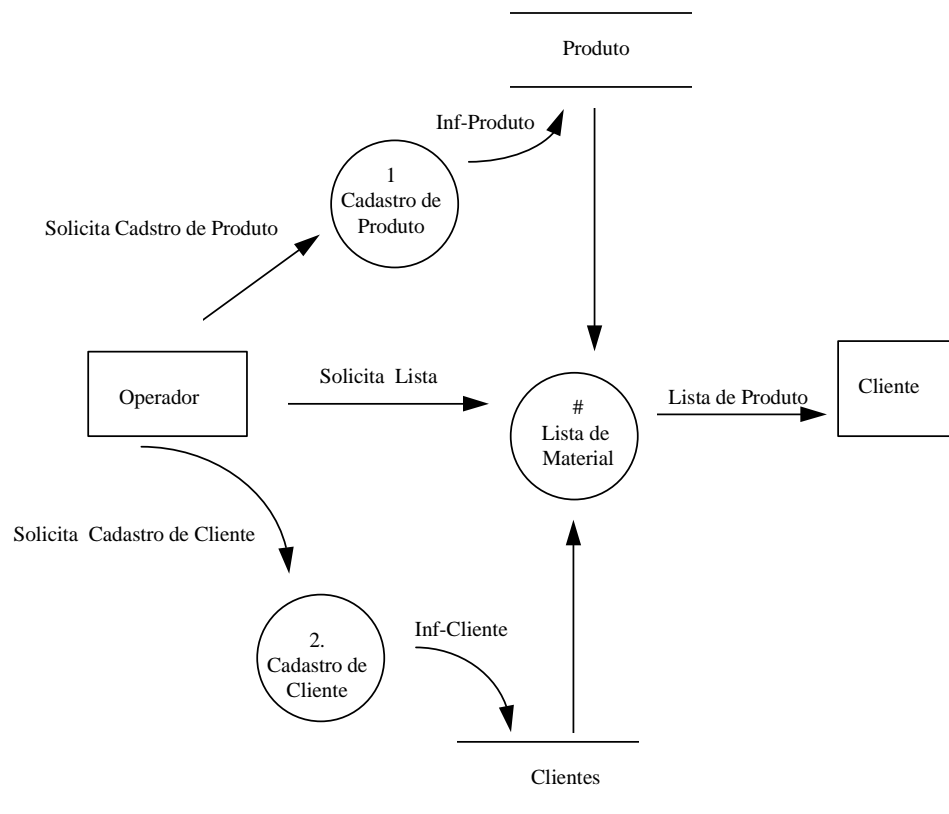 Produto
Inf-Produto
1
Cadastro de
Produto
Solicita Cadstro de Produto
Operador
Solicita Lista
#
Lista de
Material
Lista de Produto
Cliente
Solicita Cadastro de Cliente
2.
Cadastro de
Cliente
Inf-Cliente
Clientes